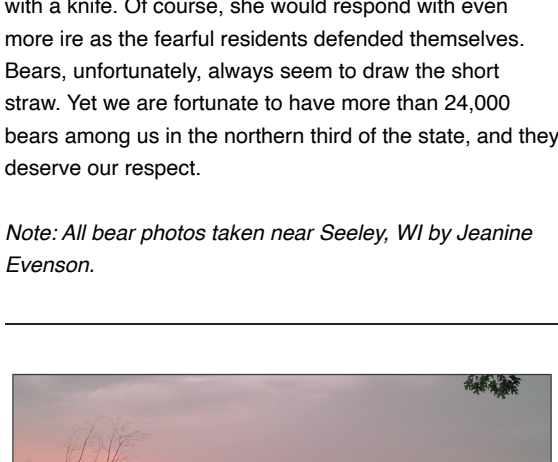 with a knife. Of course, she would respond with even
more ire as the fearful residents defended themselves.
Bears, unfortunately, always seem to draw the short
straw. Yet we are fortunate to have more than 24,000
bears among us in the northern third of the state, and they
deserve our respect.
Note: All bear photos taken near Seeley, WI by Jeanine
Evenson.